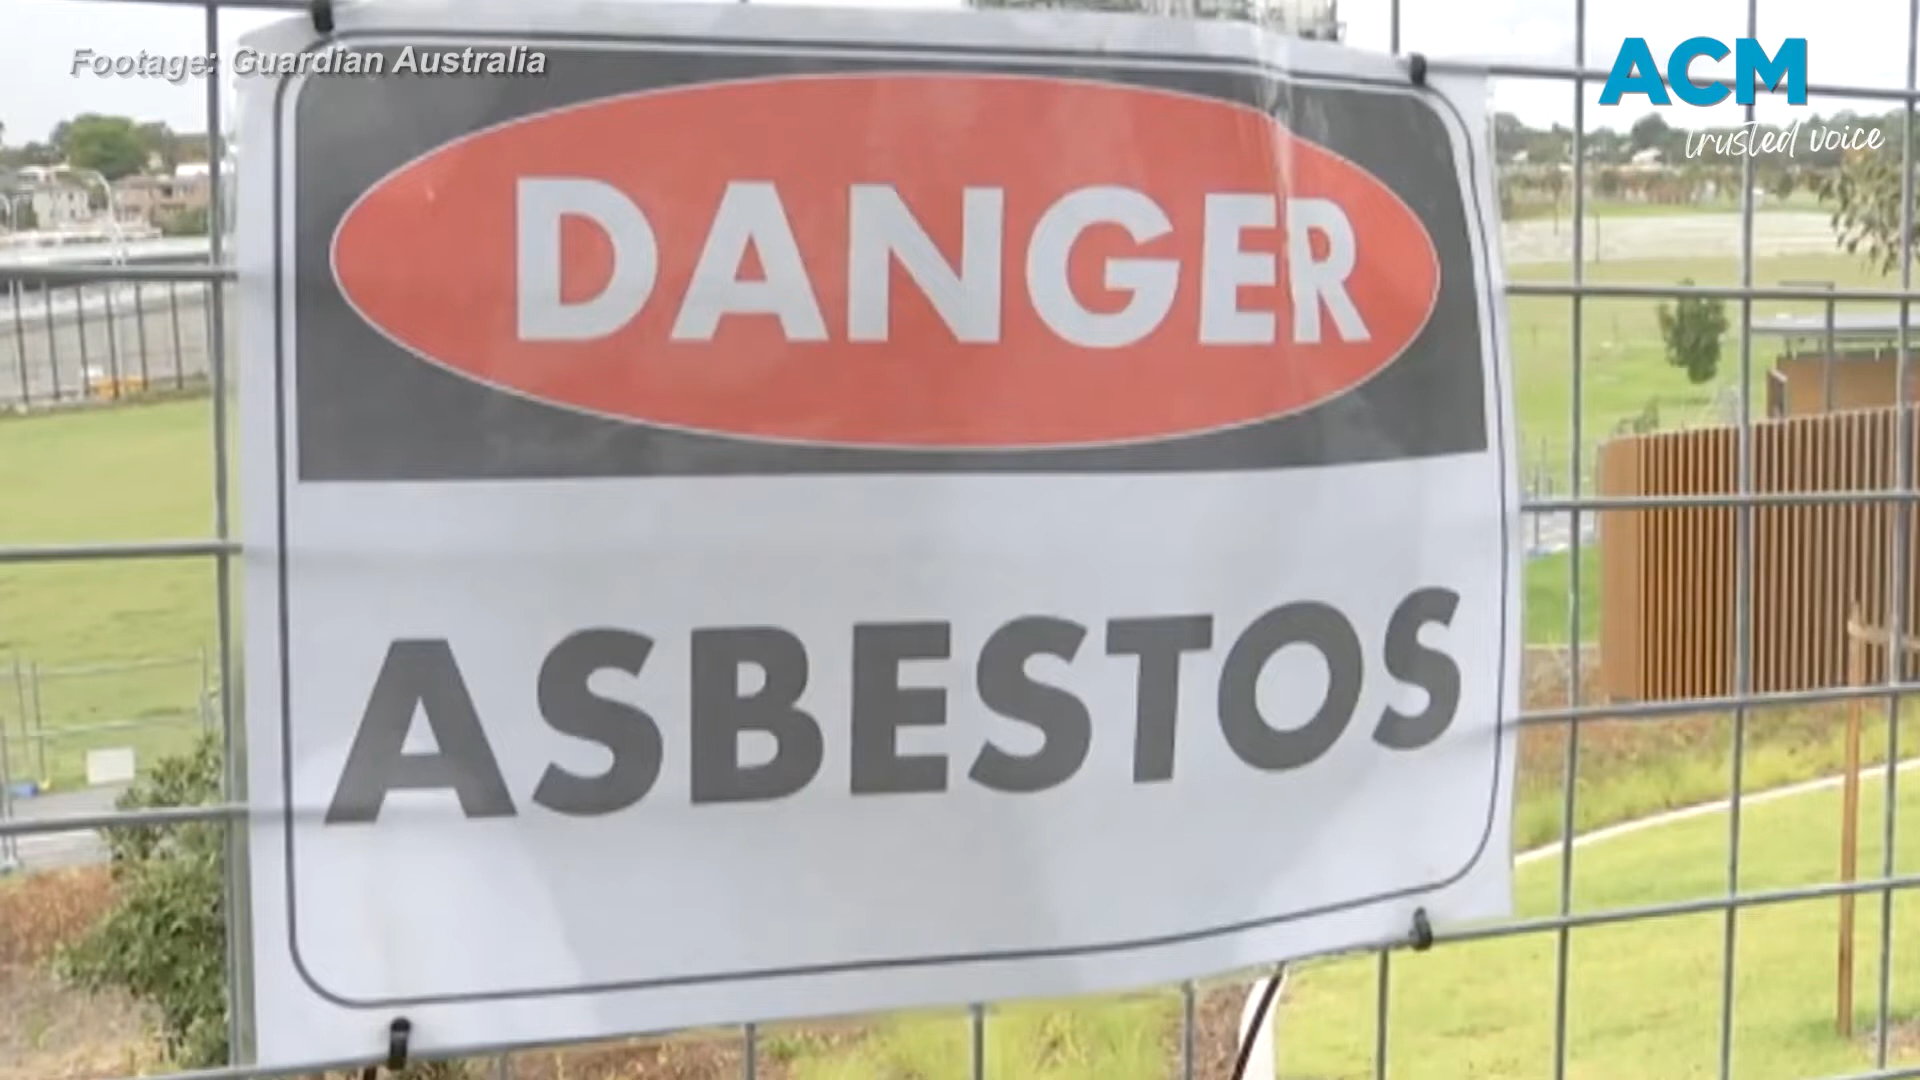 Footage: Guardian Australia
ACM
trusted voice
DANGER
ASBESTOS